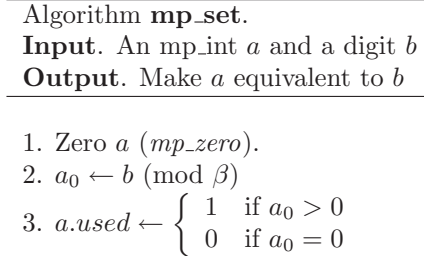 Algorithm mp_set.
Input. An mp_int a and a digit b
Output. Make a equivalent to b
1. Zero a (mp_zero).
2. a₀ ← b (mod β)
3. a.used ← { 1 if a₀ > 0
0 if a₀ = 0